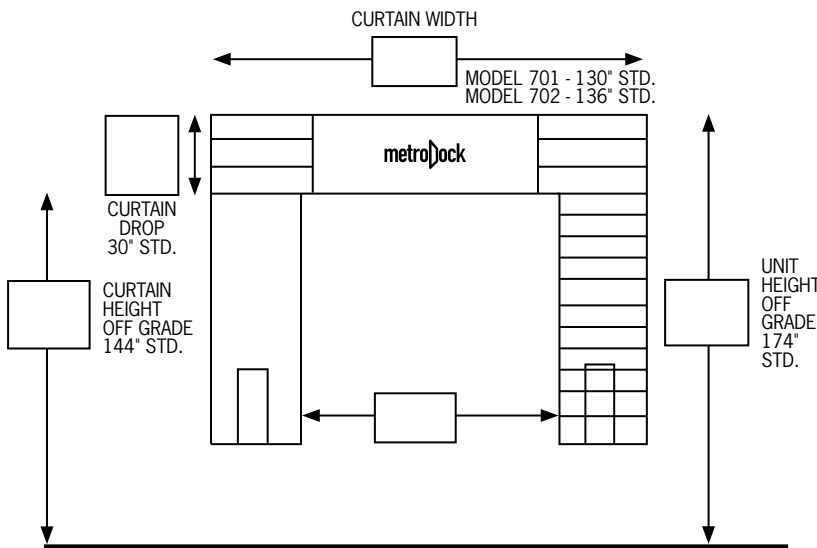 CURTAIN WIDTH
MODEL 701 - 130" STD.
MODEL 702 - 136" STD.
metroDock
CURTAIN
DROP
30" STD.
CURTAIN
HEIGHT
OFF GRADE
144" STD.
UNIT
HEIGHT
OFF
GRADE
174"
STD.